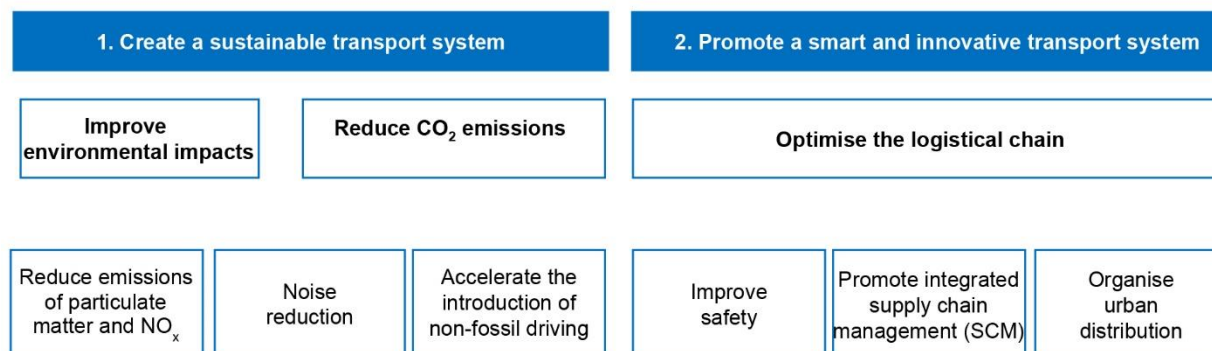 1. Create a sustainable transport system
2. Promote a smart and innovative transport system
Improve
environmental impacts
Reduce CO₂ emissions
Optimise the logistical chain
Reduce emissions
of particulate
matter and NOₓ
Noise
reduction
Accelerate the
introduction of
non-fossil driving
Improve
safety
Promote integrated
supply chain
management (SCM)
Organise
urban
distribution